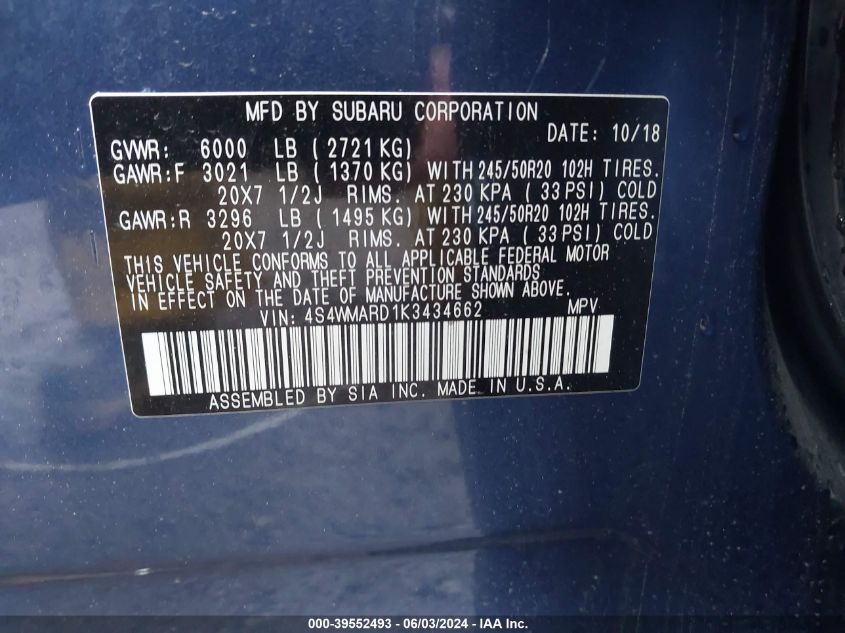 MFD BY SUBARU CORPORATION
DATE: 10/18
GVWR: 6000 LB ( 2721 KG)
GAWR:F 3021 LB ( 1370 KG) WITH 245/50R20 102H TIRES.
20X7 1/2J RIMS. AT 230 KPA ( 33 PSI) COLD
GAWR:R 3296 LB ( 1495 KG) WITH 245/50R20 102H TIRES.
20X7 1/2J RIMS. AT 230 KPA ( 33 PSI) COLD
THIS VEHICLE CONFORMS TO ALL APPLICABLE FEDERAL MOTOR
VEHICLE SAFETY AND THEFT PREVENTION STANDARDS
IN EFFECT ON THE DATE OF MANUFACTURE SHOWN ABOVE.
VIN: 4S4WMARD1K3434662 MPV
ASSEMBLED BY SIA INC. MADE IN U.S.A.
000-39552493 - 06/03/2024 - IAA Inc.